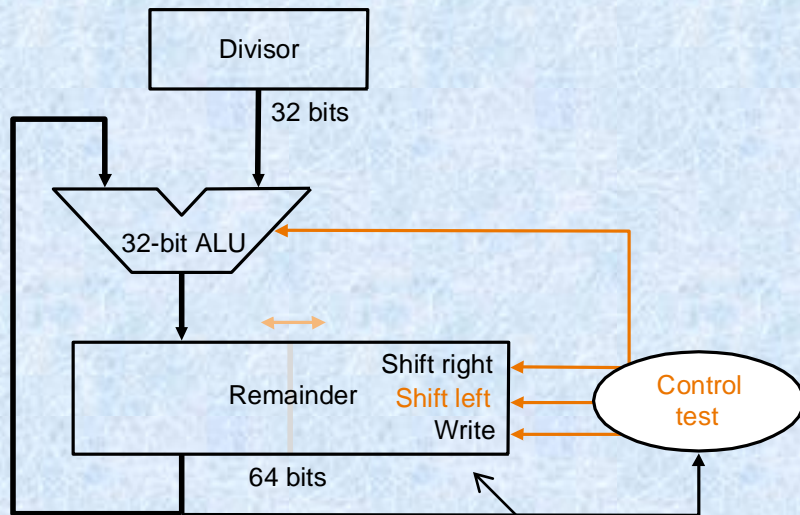 Divisor
32 bits
32-bit ALU
Shift right
Remainder
Shift left
Write
Control
test
64 bits